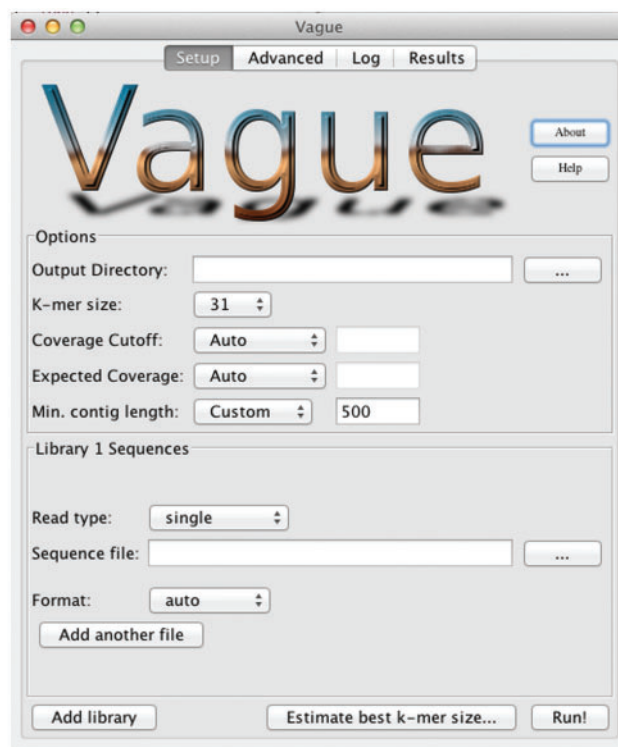 Vague
Setup Advanced Log Results
Vague
About
Help
Options
Output Directory: ...
K-mer size: 31
Coverage Cutoff: Auto
Expected Coverage: Auto
Min. contig length: Custom 500
Library 1 Sequences
Read type: single
Sequence file: ...
Format: auto
Add another file
Add library Estimate best k-mer size... Run!